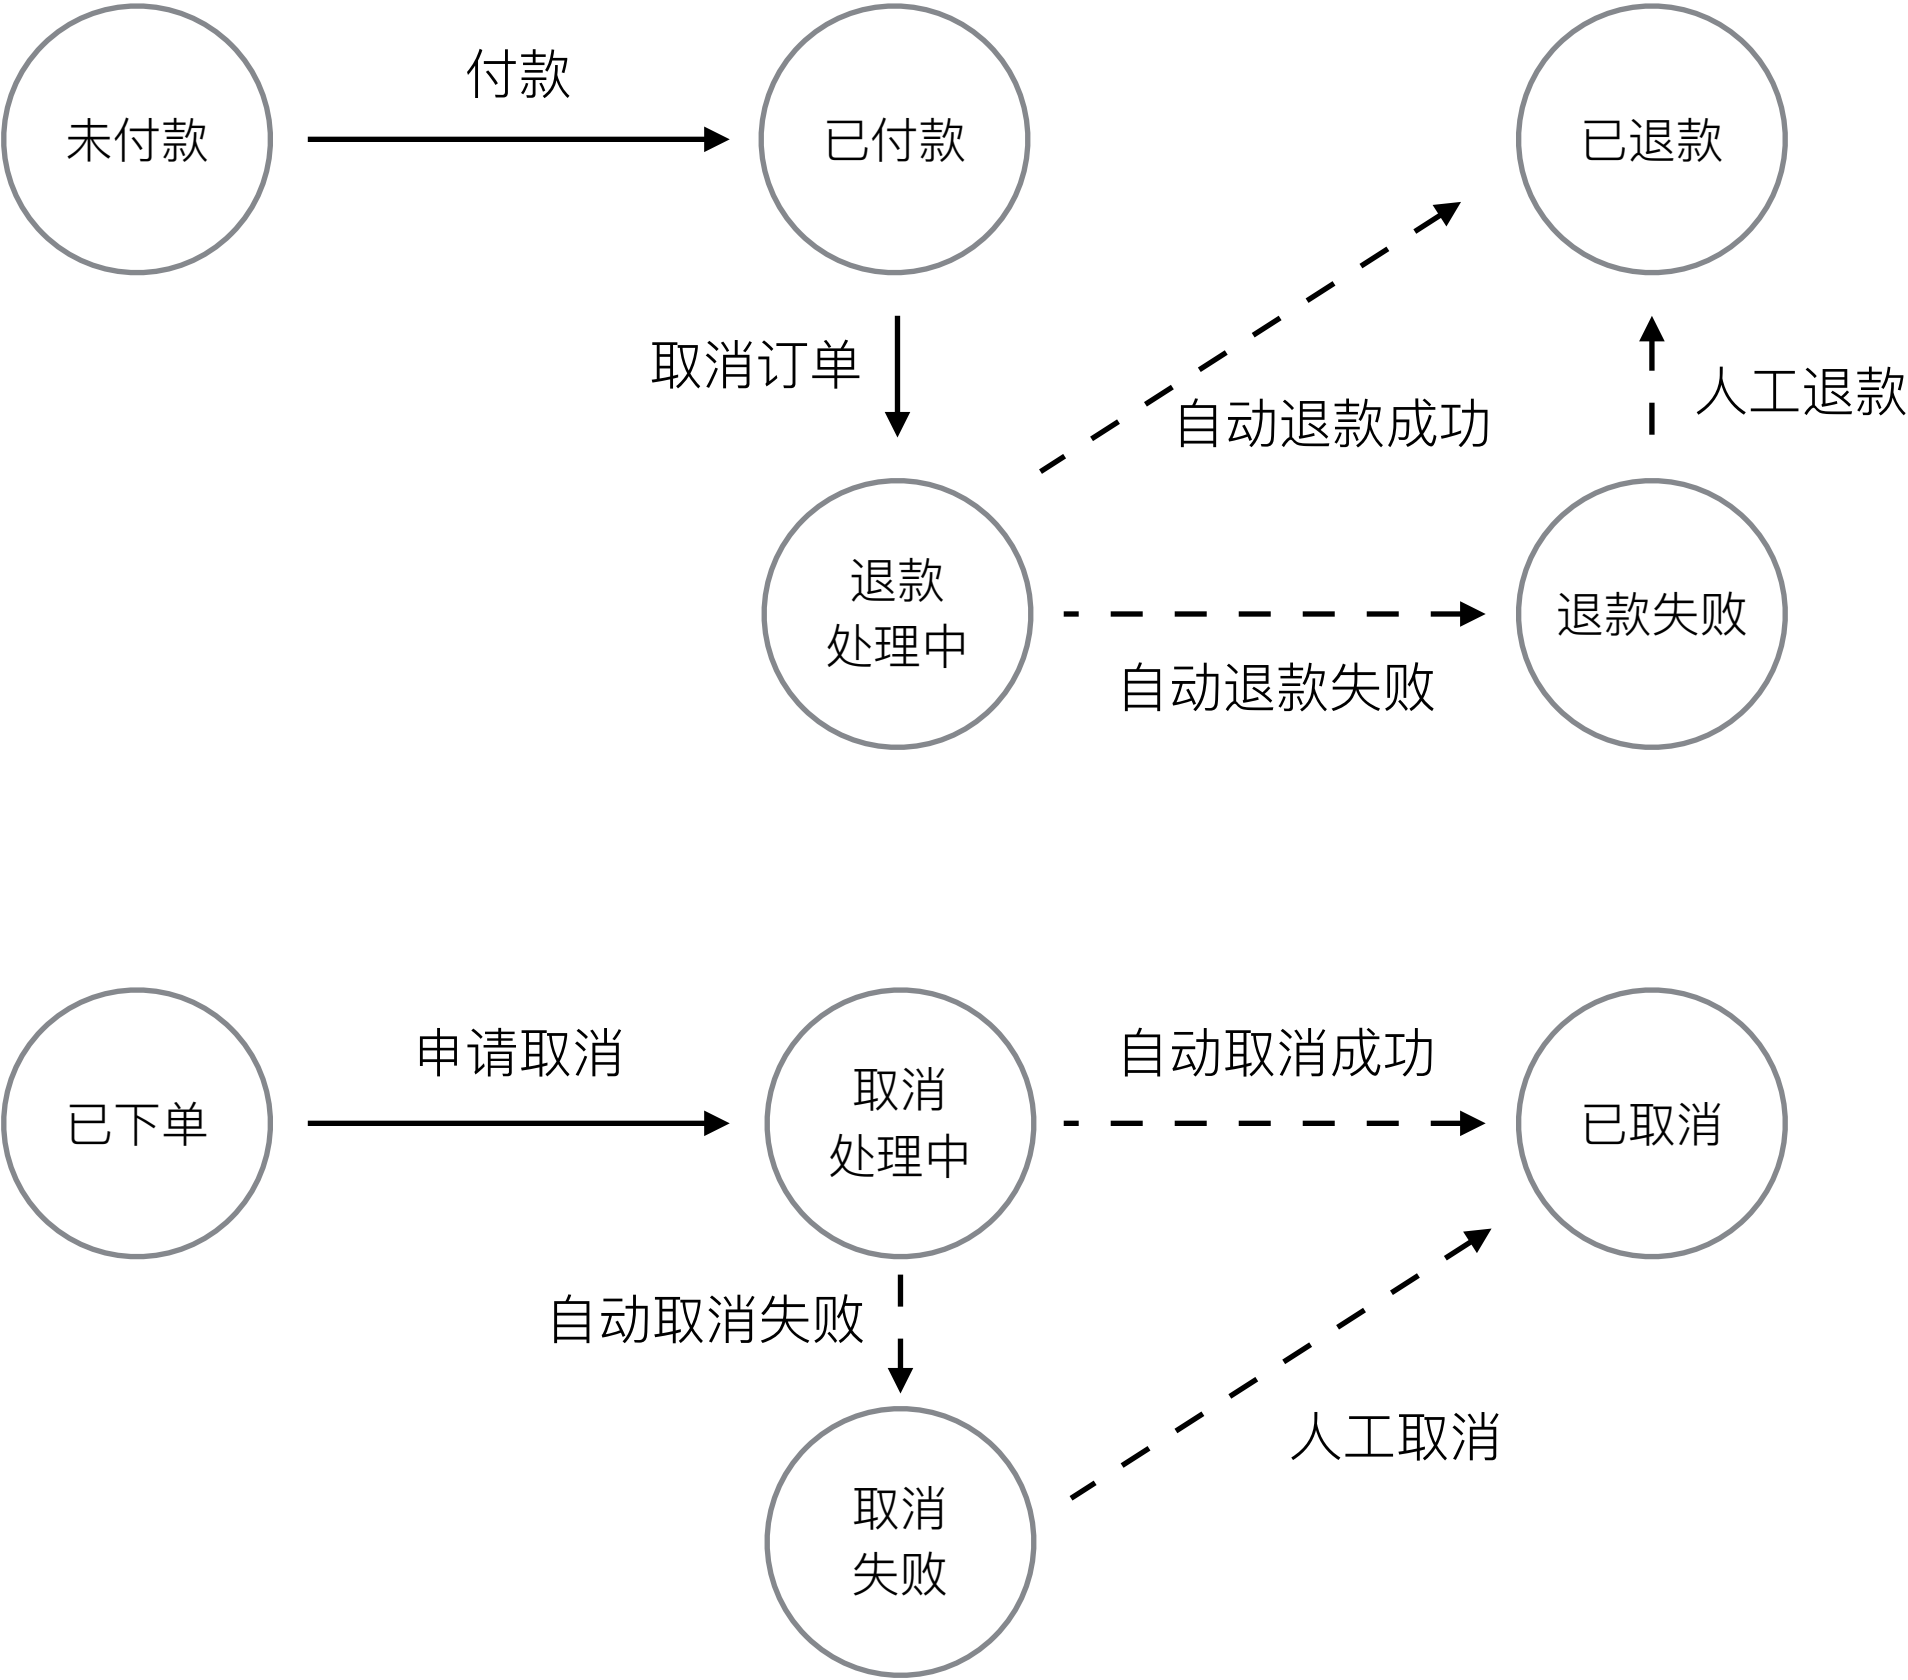 付款
未付款
已付款
已退款
取消订单
自动退款成功
人工退款
退款
处理中
退款失败
自动退款失败
申请取消
自动取消成功
已下单
取消
处理中
已取消
自动取消失败
人工取消
取消
失败